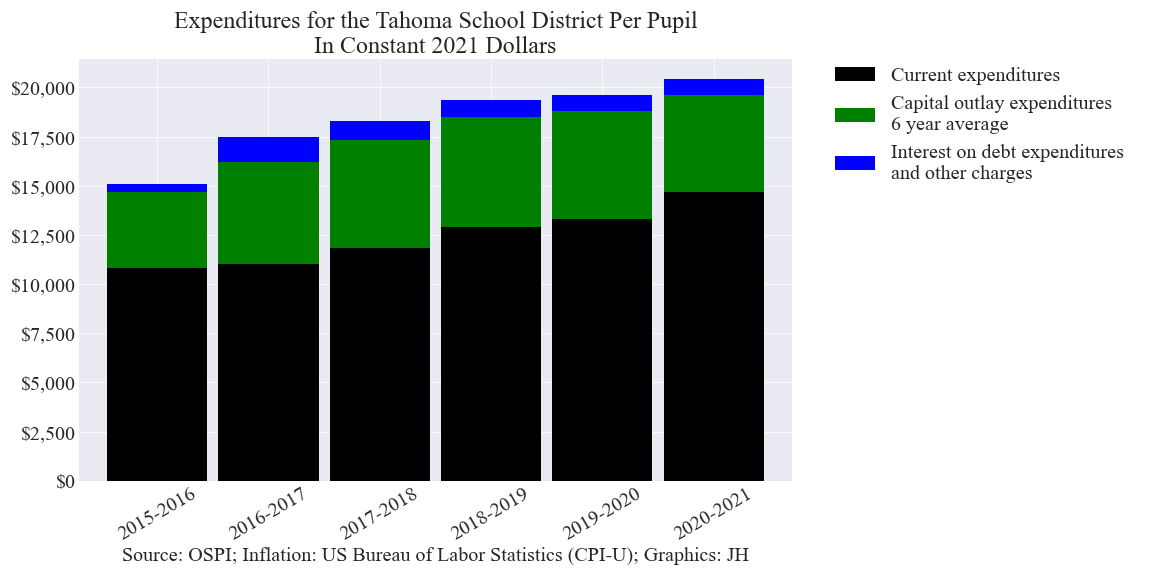 Expenditures for the Tahoma School District Per Pupil
In Constant 2021 Dollars
$20,000
$17,500
$15,000
$12,500
$10,000
$7,500
$5,000
$2,500
$0
2015-2016
2016-2017
2017-2018
2018-2019
2019-2020
2020-2021
Source: OSPI; Inflation: US Bureau of Labor Statistics (CPI-U); Graphics: JH
Current expenditures
Capital outlay expenditures
6 year average
Interest on debt expenditures
and other charges